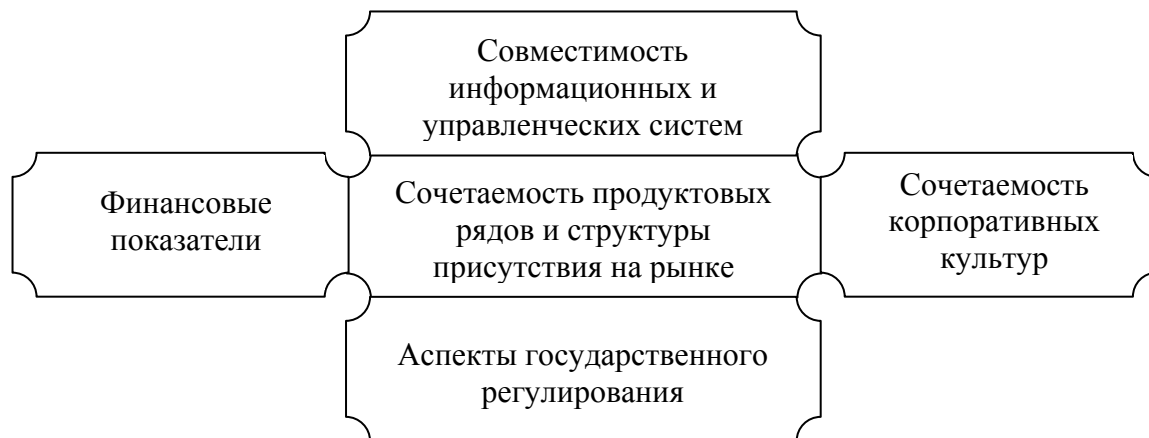 Совместимость
информационных и
управленческих систем
Финансовые
показатели
Сочетаемость продуктовых
рядов и структуры
присутствия на рынке
Сочетаемость
корпоративных
культур
Аспекты государственного
регулирования